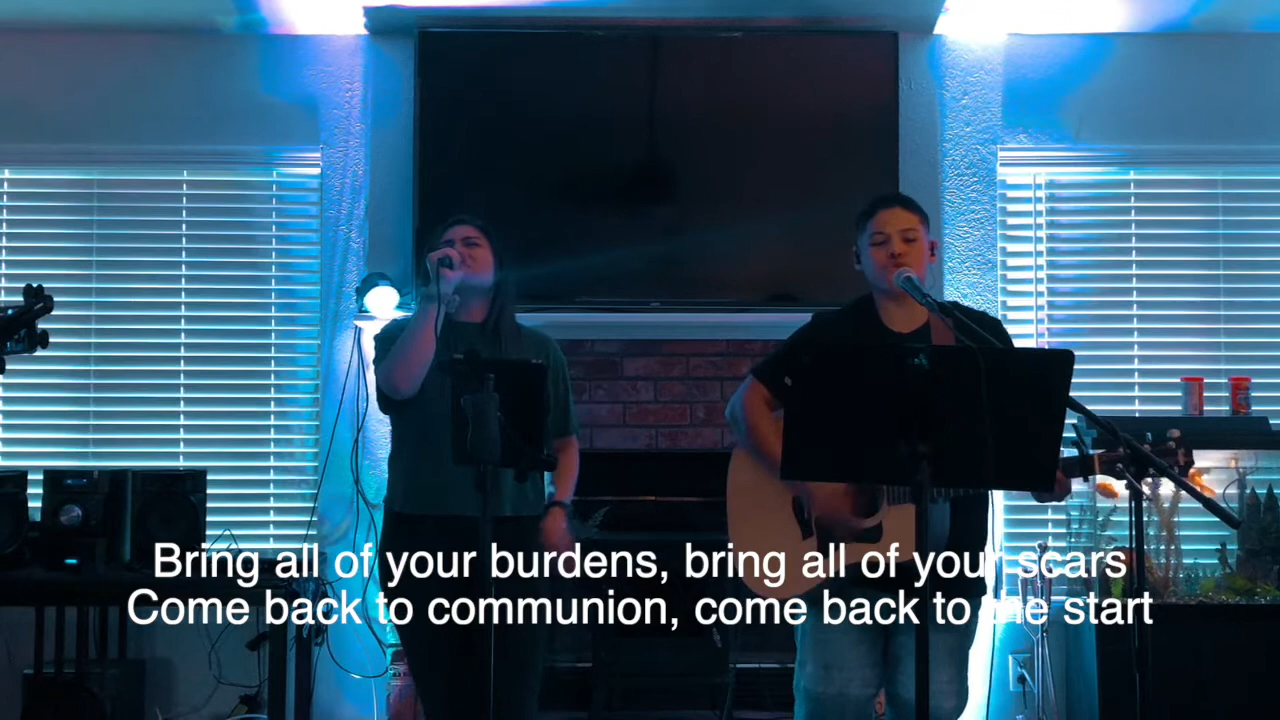 Bring all of your burdens, bring all of your scars
Come back to communion, come back to the start